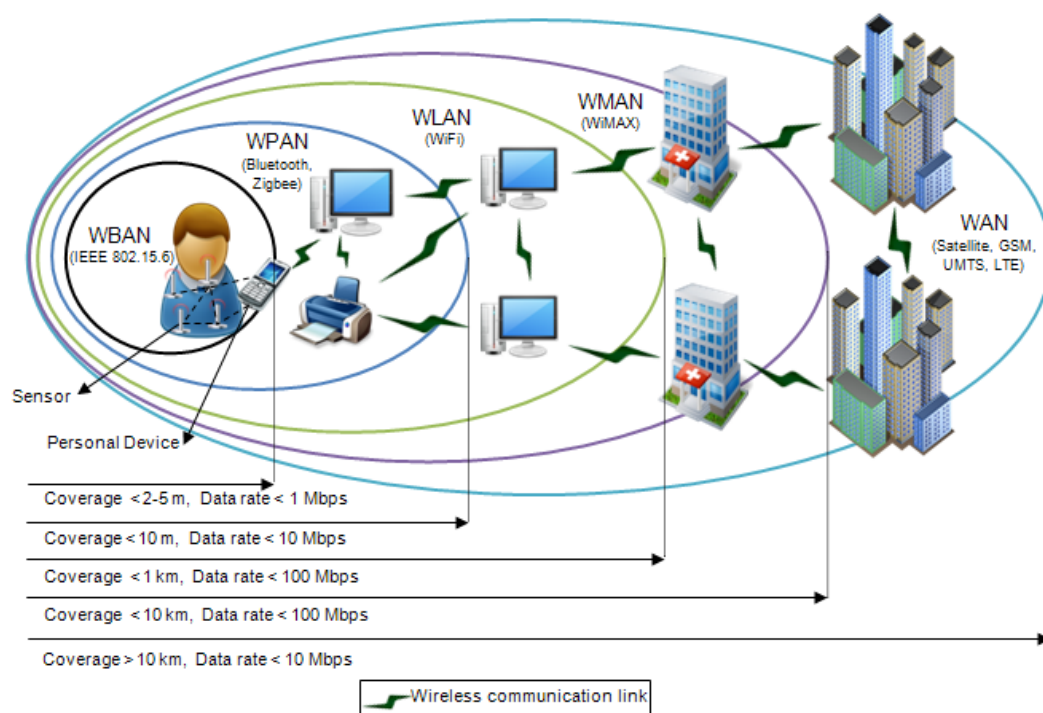 WMAN
(WiMAX)
WLAN
(WiFi)
WPAN
(Bluetooth,
Zigbee)
WBAN
(IEEE 802.15.6)
WAN
(Satellite, GSM,
UMTS, LTE)
Sensor
Personal Device
Coverage <2-5 m, Data rate < 1 Mbps
Coverage < 10 m, Data rate < 10 Mbps
Coverage < 1 km, Data rate < 100 Mbps
Coverage < 10 km, Data rate < 100 Mbps
Coverage > 10 km, Data rate < 10 Mbps
Wireless communication link